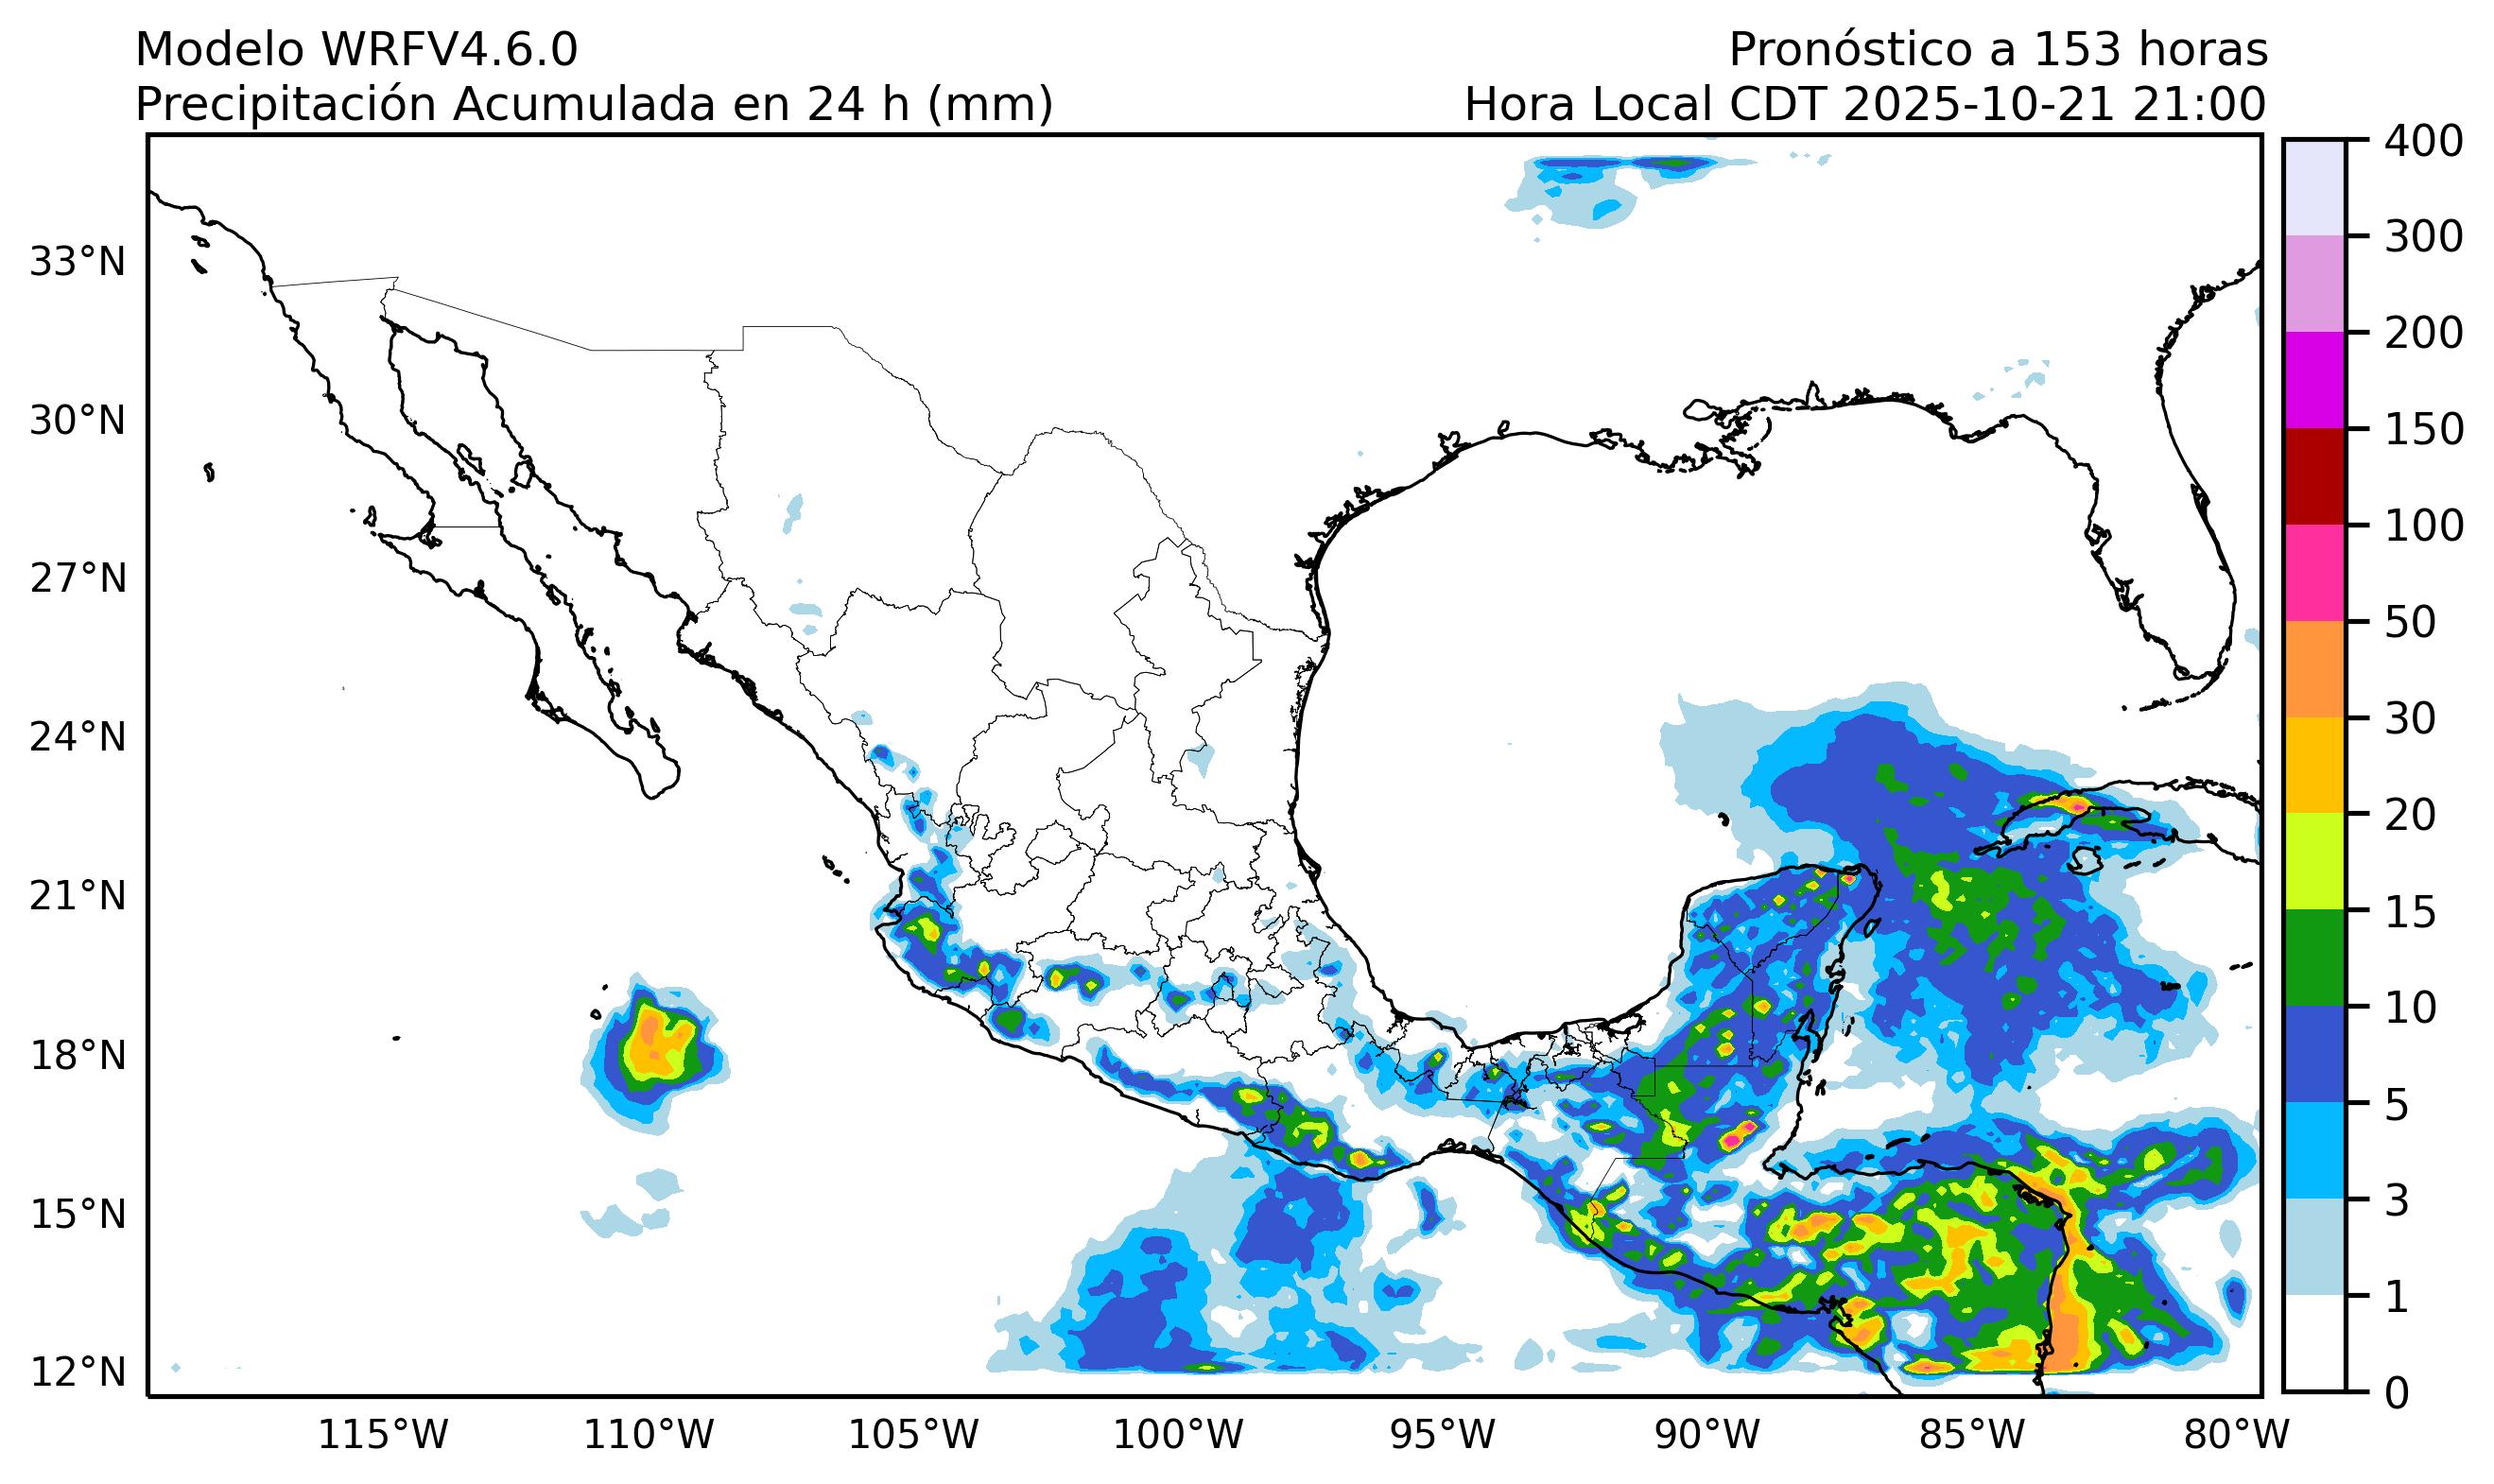 Modelo WRFV4.6.0
Pronóstico a 153 horas
Precipitación Acumulada en 24 h (mm)
Hora Local CDT 2025-10-21 21:00
33°N
30°N
27°N
24°N
21°N
18°N
15°N
12°N
115°W
110°W
105°W
100°W
95°W
90°W
85°W
80°W
400
300
200
150
100
50
30
20
15
10
5
3
1
0